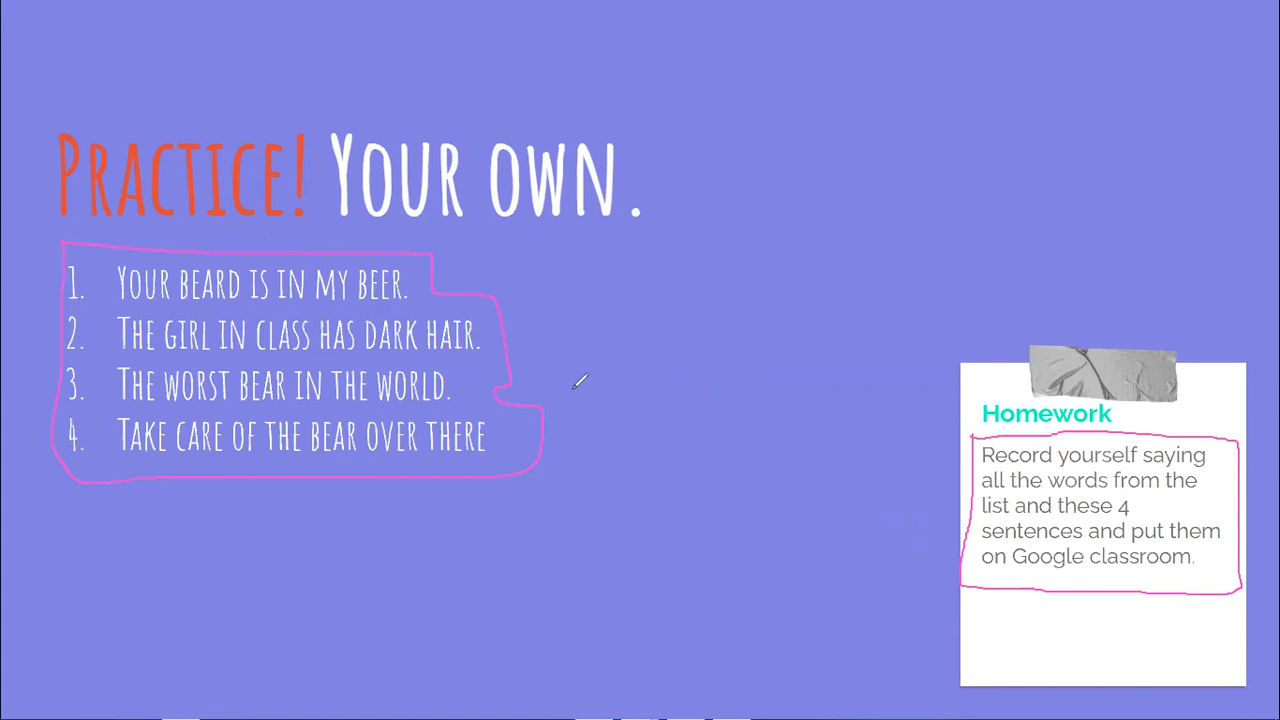 Practice! Your own.
1. Your beard is in my beer.
2. The girl in class has dark hair.
3. The worst bear in the world.
4. Take care of the bear over there
Homework
Record yourself saying
all the words from the
list and these 4
sentences and put them
on Google classroom.